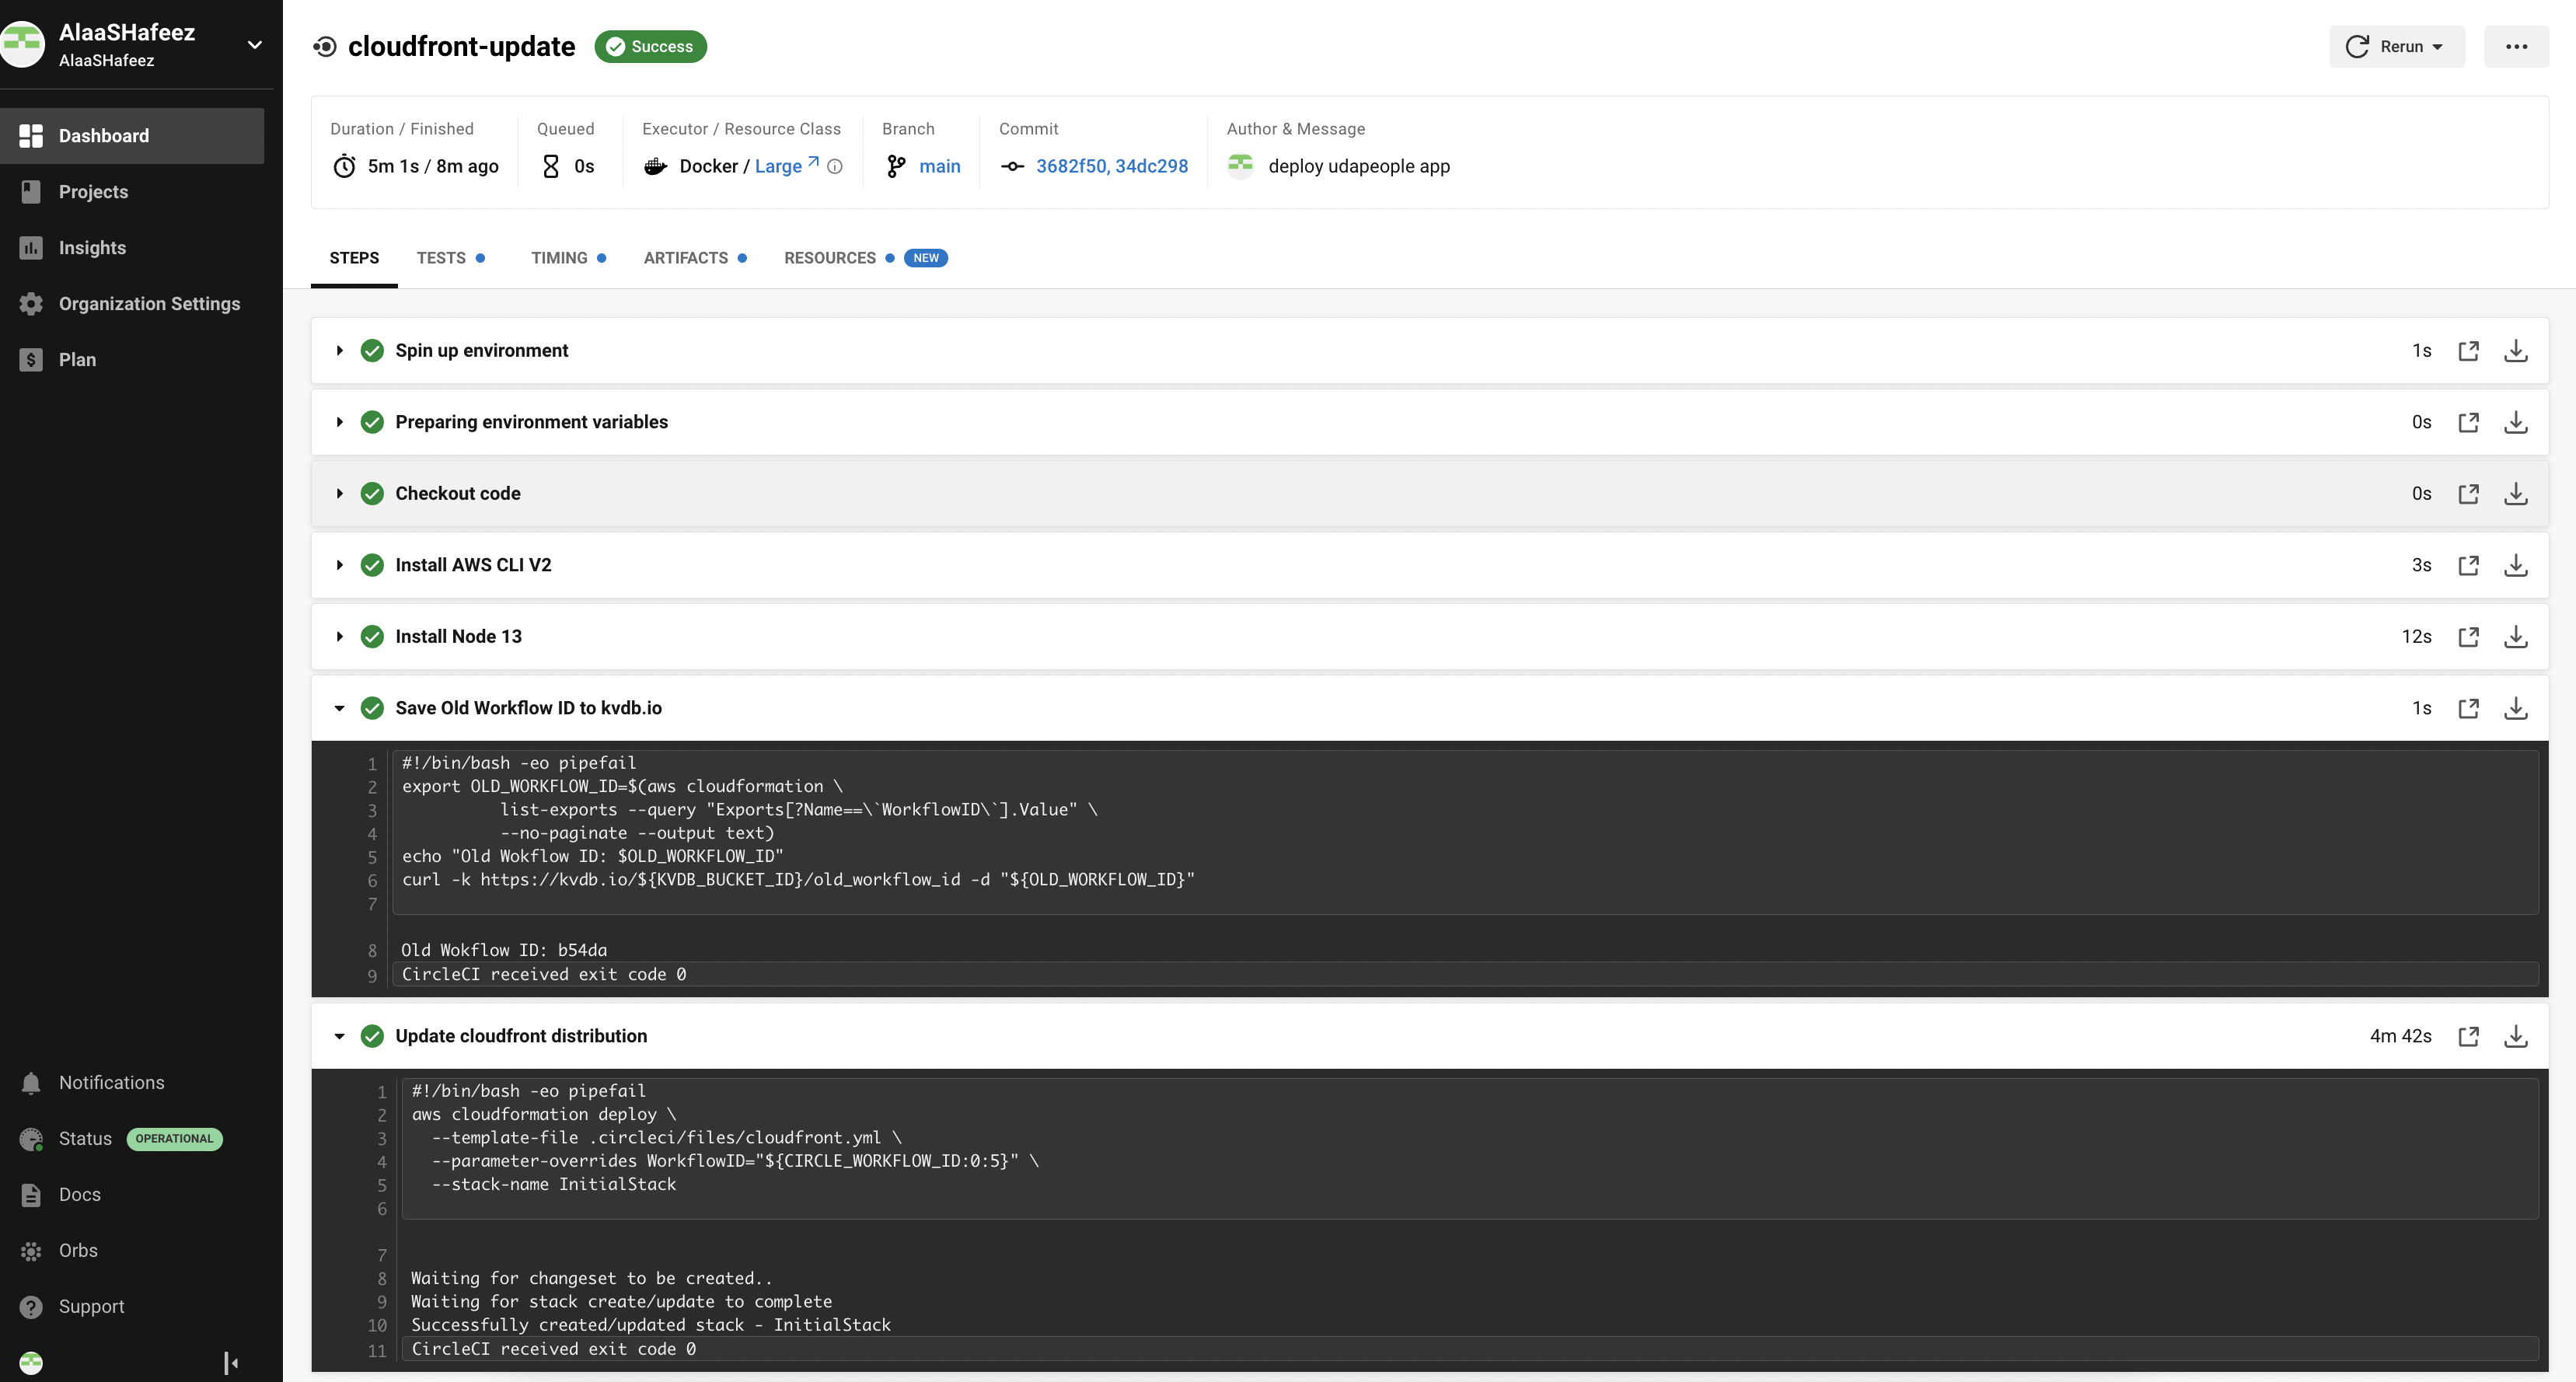 AlaaSHafeez
AlaaSHafeez
Dashboard
Projects
Insights
Organization Settings
Plan
Notifications
Status OPERATIONAL
Docs
Orbs
Support
cloudfront-update Success
Rerun
Duration / Finished
5m 1s / 8m ago
Queued
0s
Executor / Resource Class
Docker / Large
Branch
main
Commit
3682f50, 34dc298
Author & Message
deploy udapeople app
STEPS TESTS TIMING ARTIFACTS RESOURCES NEW
Spin up environment 1s
Preparing environment variables 0s
Checkout code 0s
Install AWS CLI V2 3s
Install Node 13 12s
Save Old Workflow ID to kvdb.io 1s
1 #!/bin/bash -eo pipefail
2 export OLD_WORKFLOW_ID=$(aws cloudformation \
3 list-exports --query "Exports[?Name==\`WorkflowID\`].Value" \
4 --no-paginate --output text)
5 echo "Old Wokflow ID: $OLD_WORKFLOW_ID"
6 curl -k https://kvdb.io/${KVDB_BUCKET_ID}/old_workflow_id -d "${OLD_WORKFLOW_ID}"
7
8 Old Wokflow ID: b54da
9 CircleCI received exit code 0
Update cloudfront distribution 4m 42s
1 #!/bin/bash -eo pipefail
2 aws cloudformation deploy \
3 --template-file .circleci/files/cloudfront.yml \
4 --parameter-overrides WorkflowID="${CIRCLE_WORKFLOW_ID:0:5}" \
5 --stack-name InitialStack
6
7
8 Waiting for changeset to be created..
9 Waiting for stack create/update to complete
10 Successfully created/updated stack - InitialStack
11 CircleCI received exit code 0